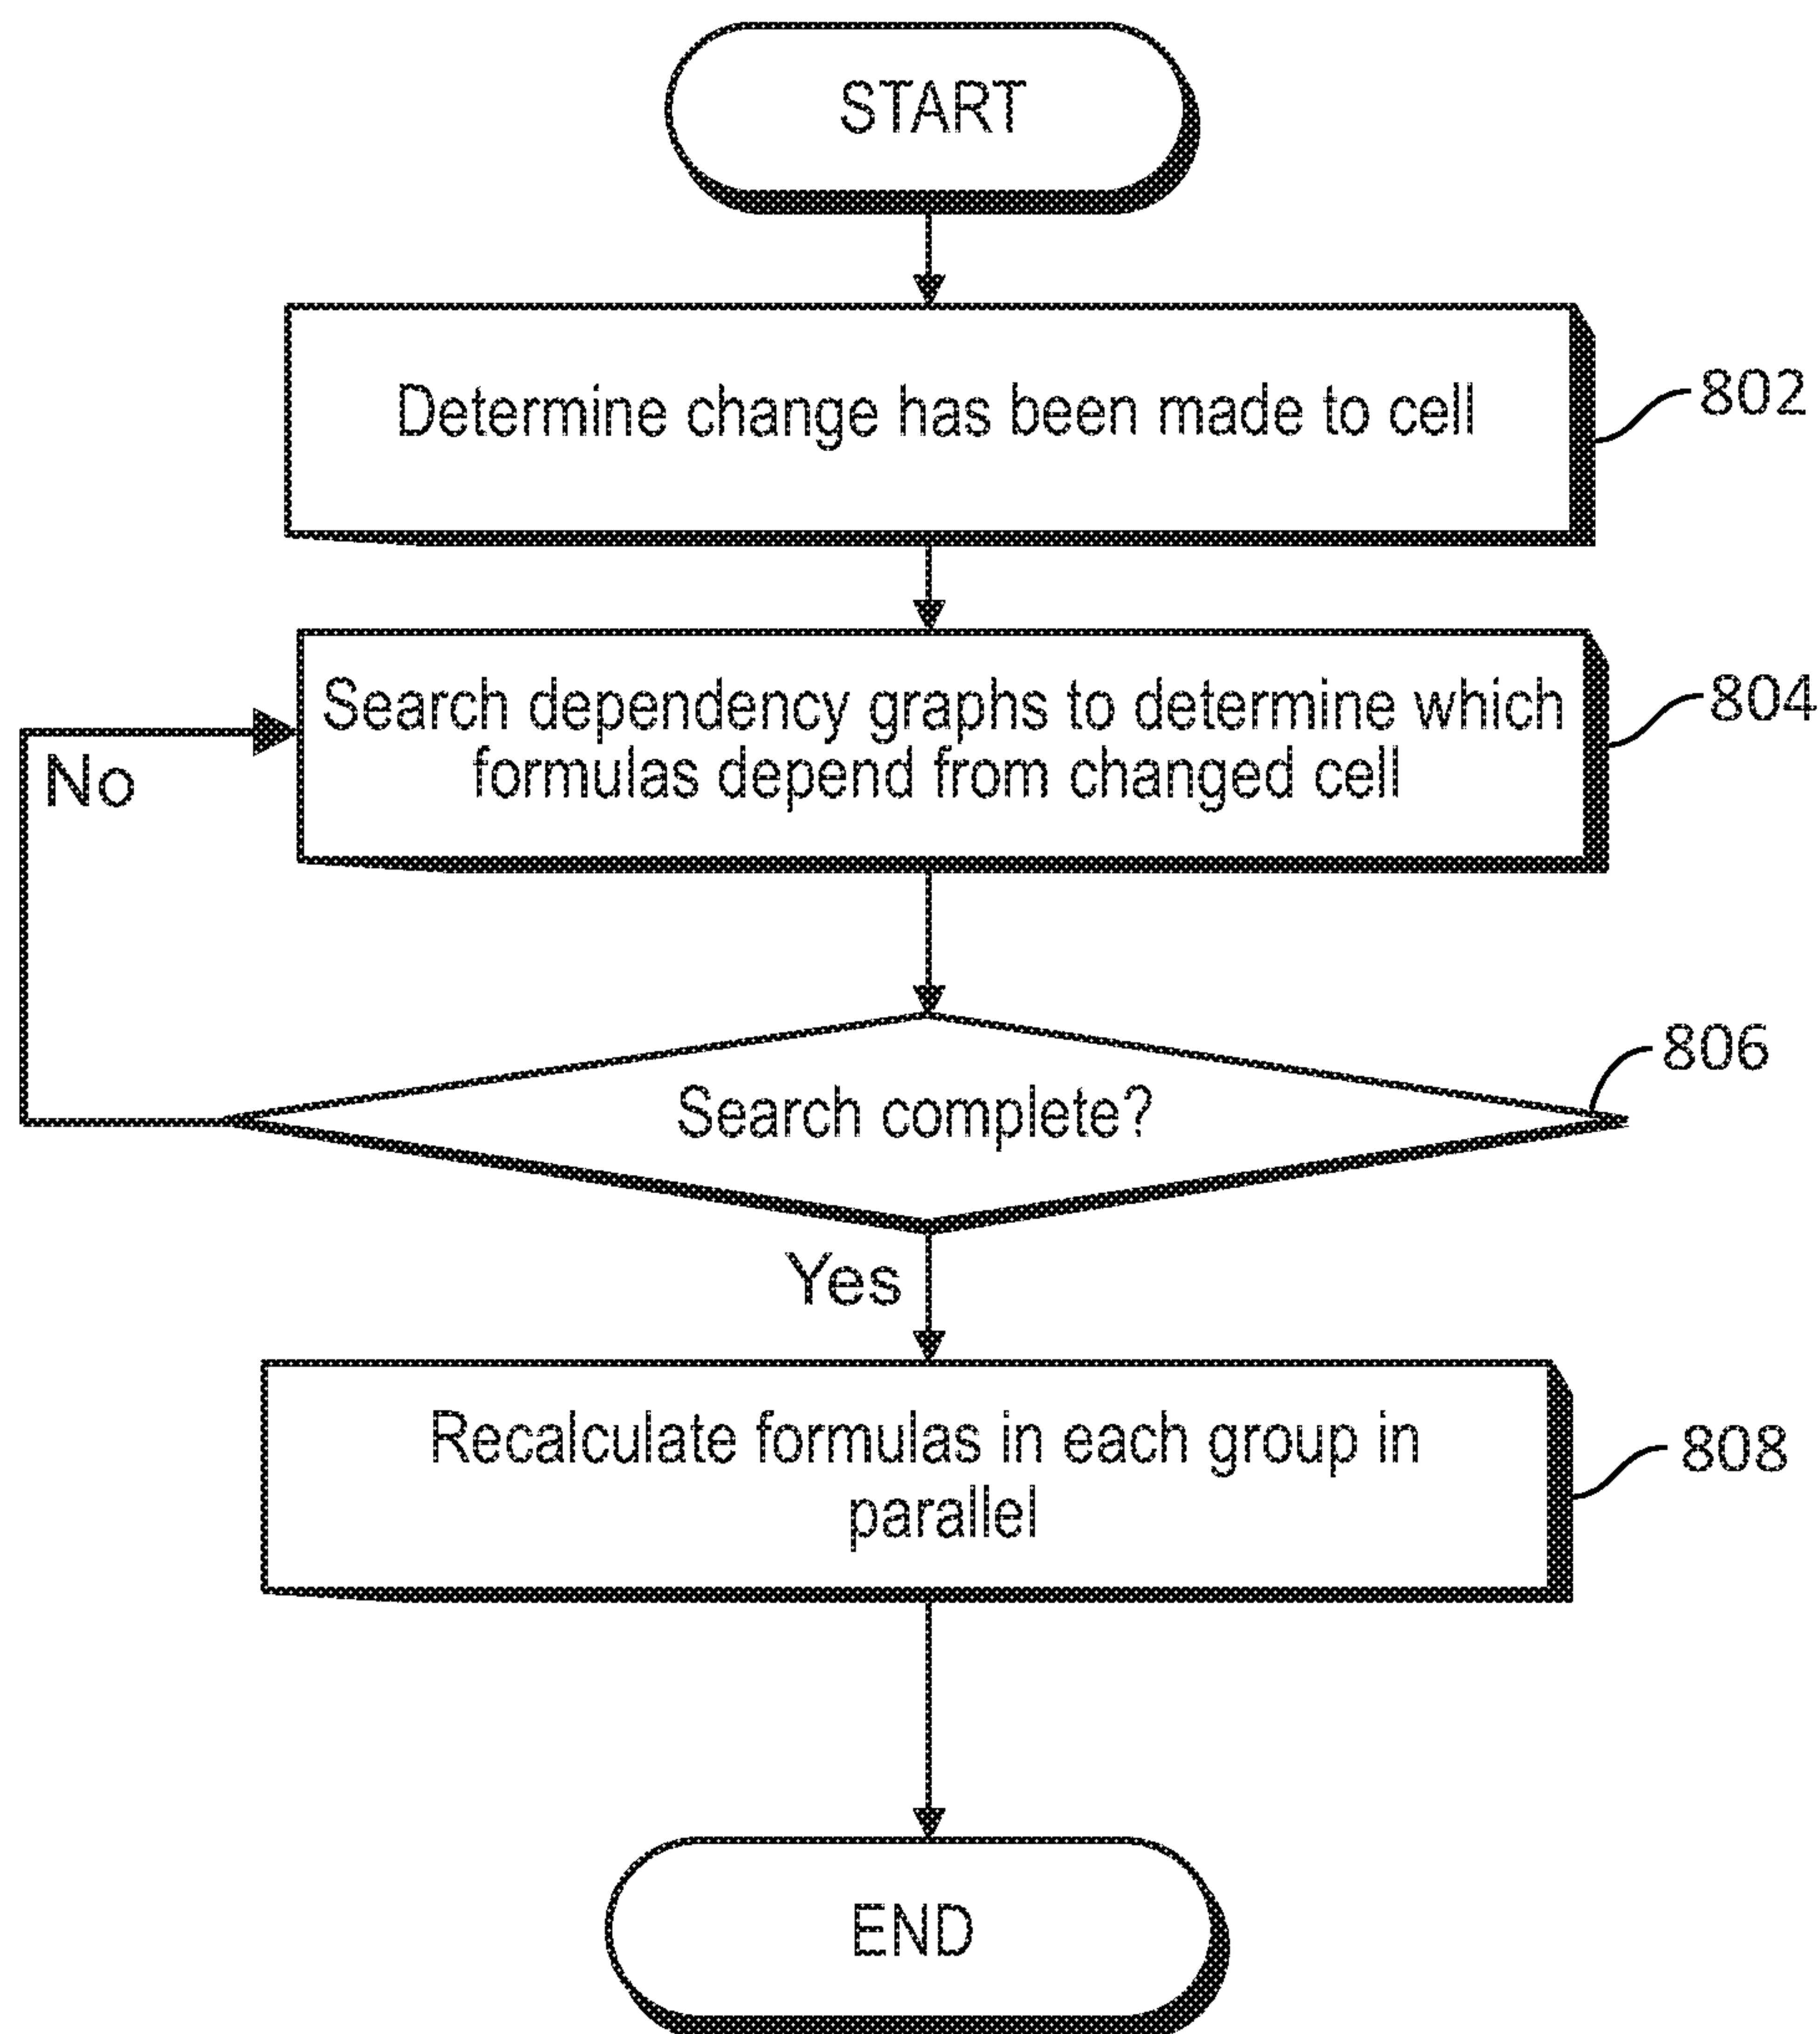 START
Determine change has been made to cell
802
Search dependency graphs to determine which
formulas depend from changed cell
804
No
Search complete?
806
Yes
Recalculate formulas in each group in
parallel
808
END